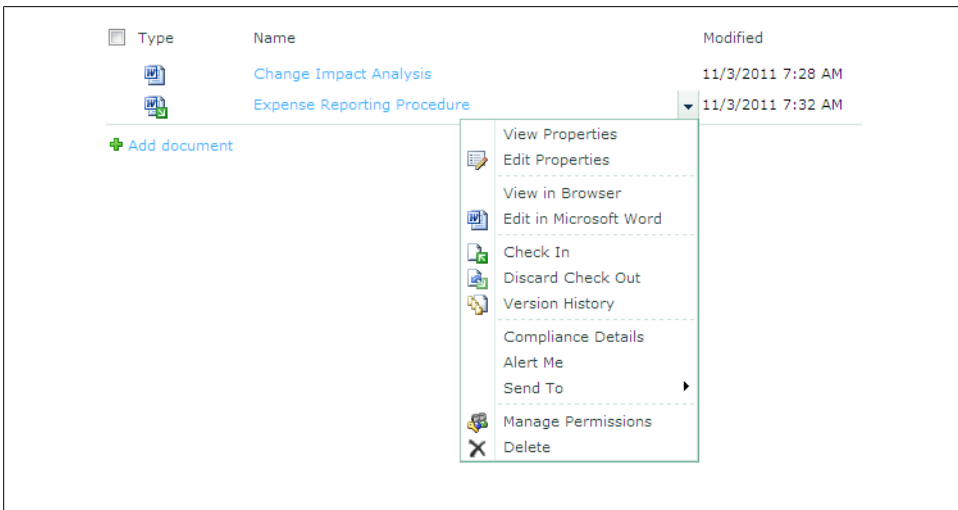 Type Name Modified
Change Impact Analysis 11/3/2011 7:28 AM
Expense Reporting Procedure 11/3/2011 7:32 AM
Add document
View Properties
Edit Properties
View in Browser
Edit in Microsoft Word
Check In
Discard Check Out
Version History
Compliance Details
Alert Me
Send To
Manage Permissions
Delete